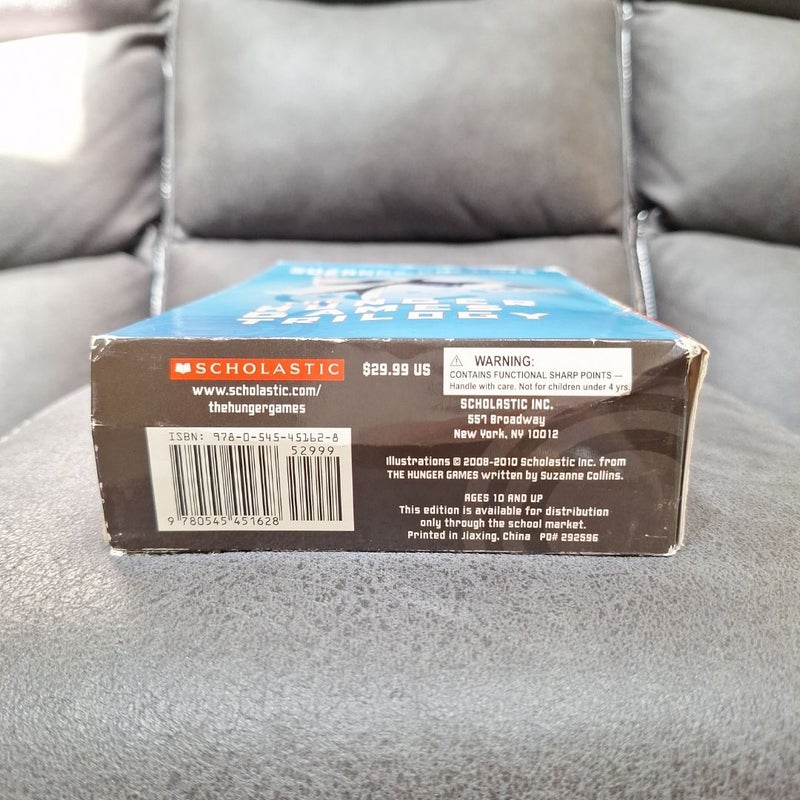 SUZANNE
HUNGER
GAMES
TRILOGY
SCHOLASTIC
www.scholastic.com/
thehungergames
$29.99 US
WARNING:
CONTAINS FUNCTIONAL SHARP POINTS —
Handle with care. Not for children under 4 yrs.
SCHOLASTIC INC.
557 Broadway
New York, NY 10012
ISBN: 978-0-545-45162-8
52999
9 780545 451628
Illustrations © 2008-2010 Scholastic Inc. from
THE HUNGER GAMES written by Suzanne Collins.
AGES 10 AND UP
This edition is available for distribution
only through the school market.
Printed in Jiaxing, China PO# 292596